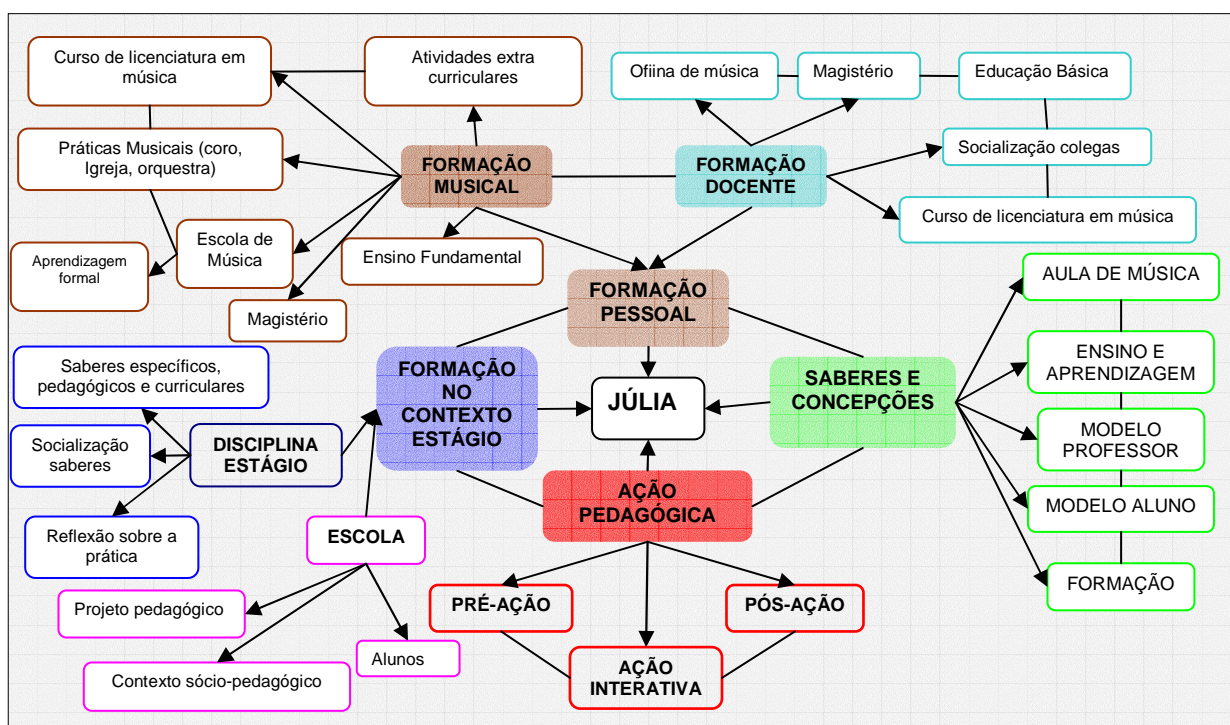 Curso de licenciatura em
música
Atividades extra
curriculares
Ofiina de música
Magistério
Educação Básica
Práticas Musicais (coro,
Igreja, orquestra)
FORMAÇÃO
MUSICAL
FORMAÇÃO
DOCENTE
Socialização colegas
Curso de licenciatura em música
Escola de
Música
Ensino Fundamental
Aprendizagem
formal
Magistério
FORMAÇÃO
PESSOAL
AULA DE MÚSICA
Saberes específicos,
pedagógicos e curriculares
FORMAÇÃO
NO
CONTEXTO
ESTÁGIO
JÚLIA
SABERES E
CONCEPÇÕES
ENSINO E
APRENDIZAGEM
Socialização
saberes
DISCIPLINA
ESTÁGIO
MODELO
PROFESSOR
AÇÃO
PEDAGÓGICA
MODELO ALUNO
Reflexão sobre a
prática
ESCOLA
FORMAÇÃO
Projeto pedagógico
PRÉ-AÇÃO
PÓS-AÇÃO
Alunos
Contexto sócio-pedagógico
AÇÃO
INTERATIVA